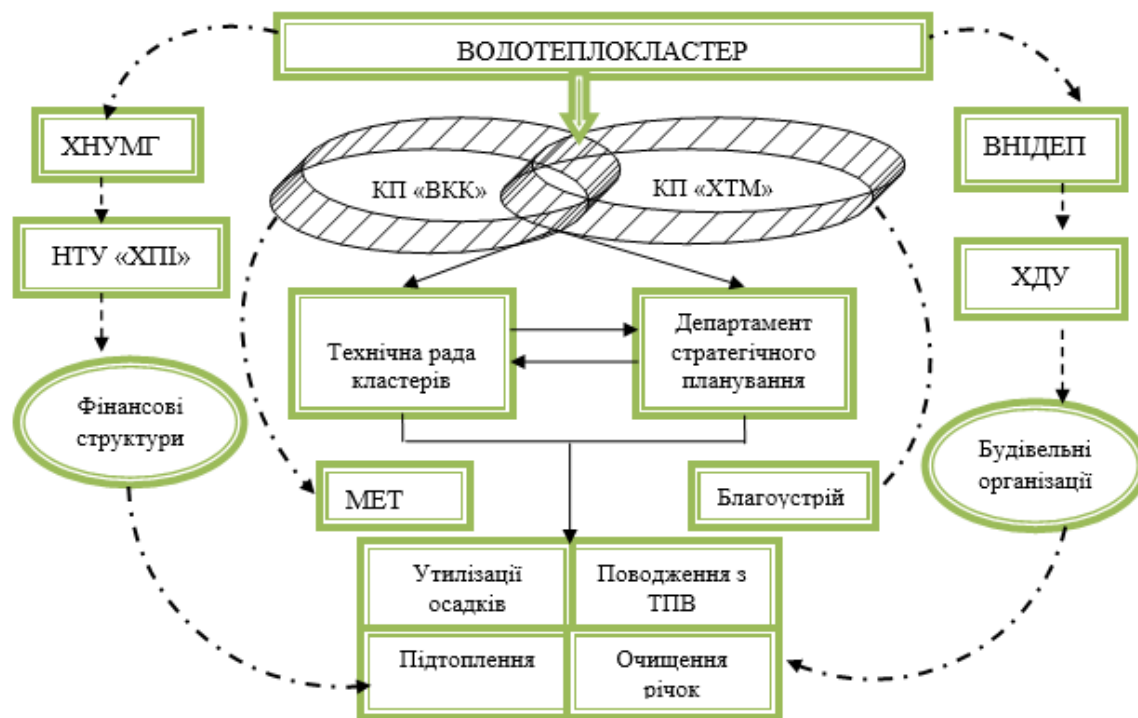 ВОДОТЕПЛОКЛАСТЕР
ХНУМГ
ВНІДЕП
КП «ВКК»
КП «ХТМ»
НТУ «ХПІ»
ХДУ
Технічна рада
кластерів
Департамент
стратегічного
планування
Фінансові
структури
Будівельні
організації
МЕТ
Благоустрій
Утилізації
осадків
Поводження з
ТПВ
Підтоплення
Очищення
річок